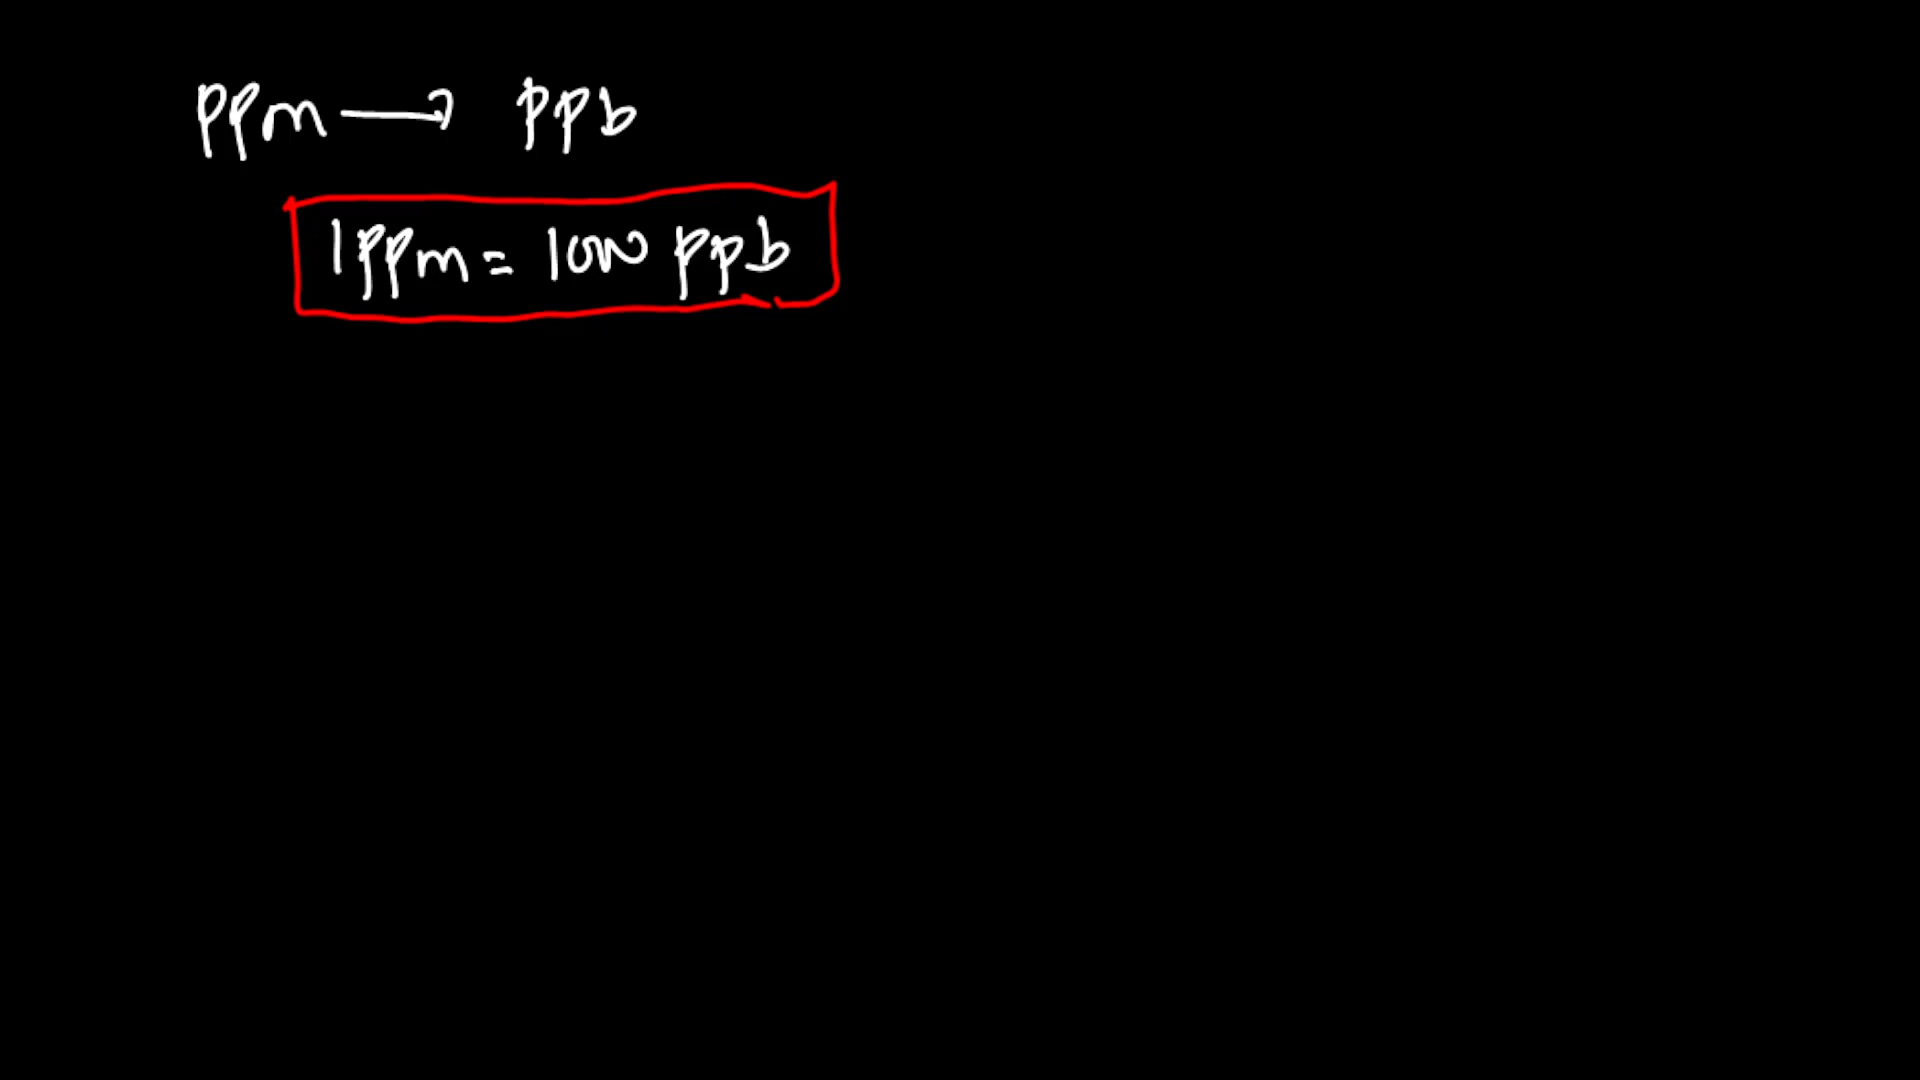 ppm → ppb
1ppm = 1000 ppb